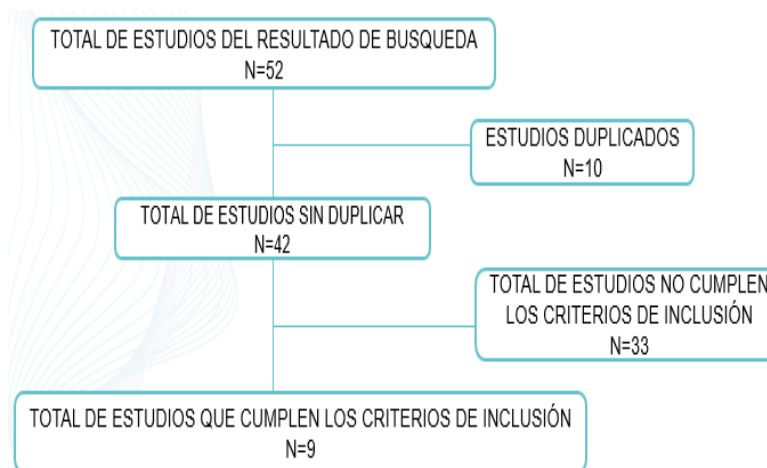 TOTAL DE ESTUDIOS DEL RESULTADO DE BUSQUEDA
N=52
ESTUDIOS DUPLICADOS
N=10
TOTAL DE ESTUDIOS SIN DUPLICAR
N=42
TOTAL DE ESTUDIOS NO CUMPLEN
LOS CRITERIOS DE INCLUSIÓN
N=33
TOTAL DE ESTUDIOS QUE CUMPLEN LOS CRITERIOS DE INCLUSIÓN
N=9